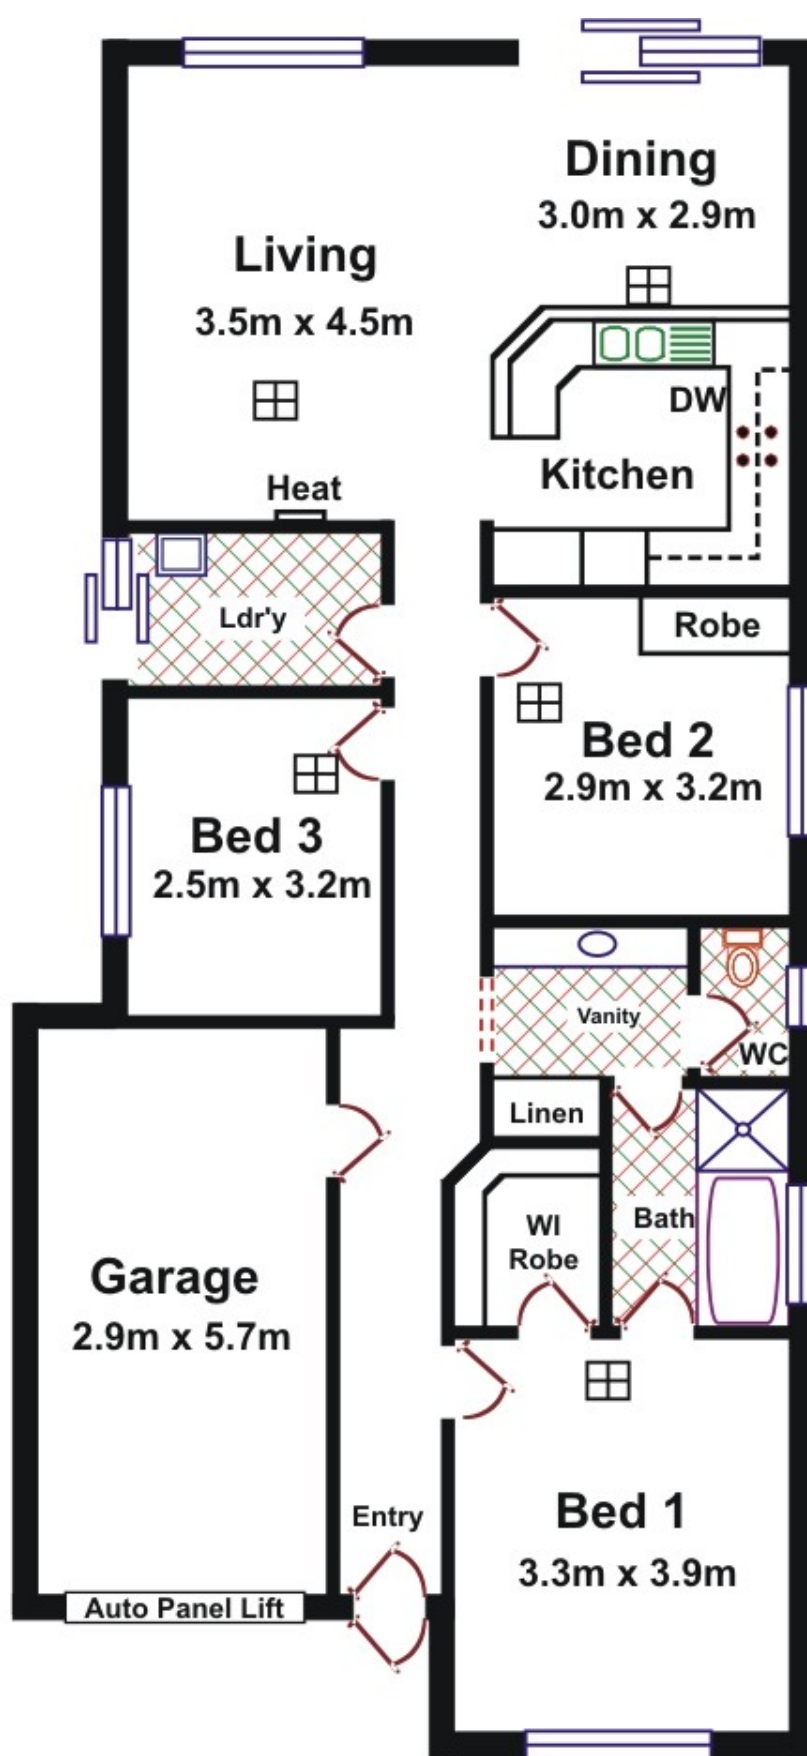 Dining
3.0m x 2.9m
Living
3.5m x 4.5m
DW
Kitchen
Heat
Ldr'y
Robe
Bed 2
2.9m x 3.2m
Bed 3
2.5m x 3.2m
Vanity
WC
Linen
Bath
WI
Robe
Garage
2.9m x 5.7m
Entry
Bed 1
3.3m x 3.9m
Auto Panel Lift